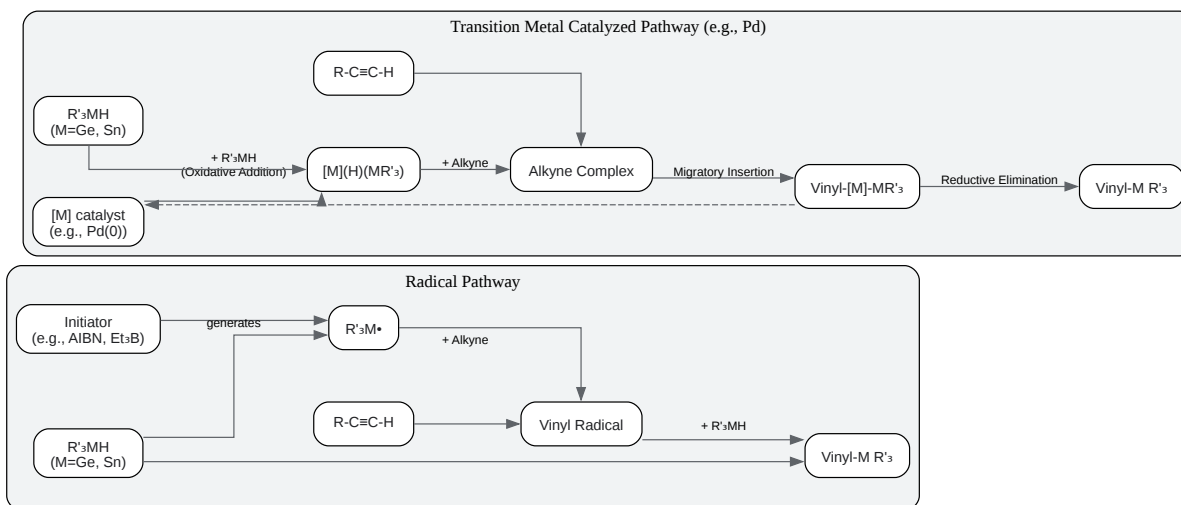 Transition Metal Catalyzed Pathway (e.g., Pd)
R-C≡C-H
R'₃MH
(M=Ge, Sn)
+ R'₃MH
(Oxidative Addition)
[M](H)(MR'₃)
+ Alkyne
Alkyne Complex
Migratory Insertion
Vinyl-[M]-MR'₃
Reductive Elimination
Vinyl-M R'₃
[M] catalyst
(e.g., Pd(0))
Radical Pathway
Initiator
(e.g., AIBN, Et₃B)
generates
R'₃M•
+ Alkyne
R-C≡C-H
Vinyl Radical
+ R'₃MH
R'₃MH
(M=Ge, Sn)
Vinyl-M R'₃